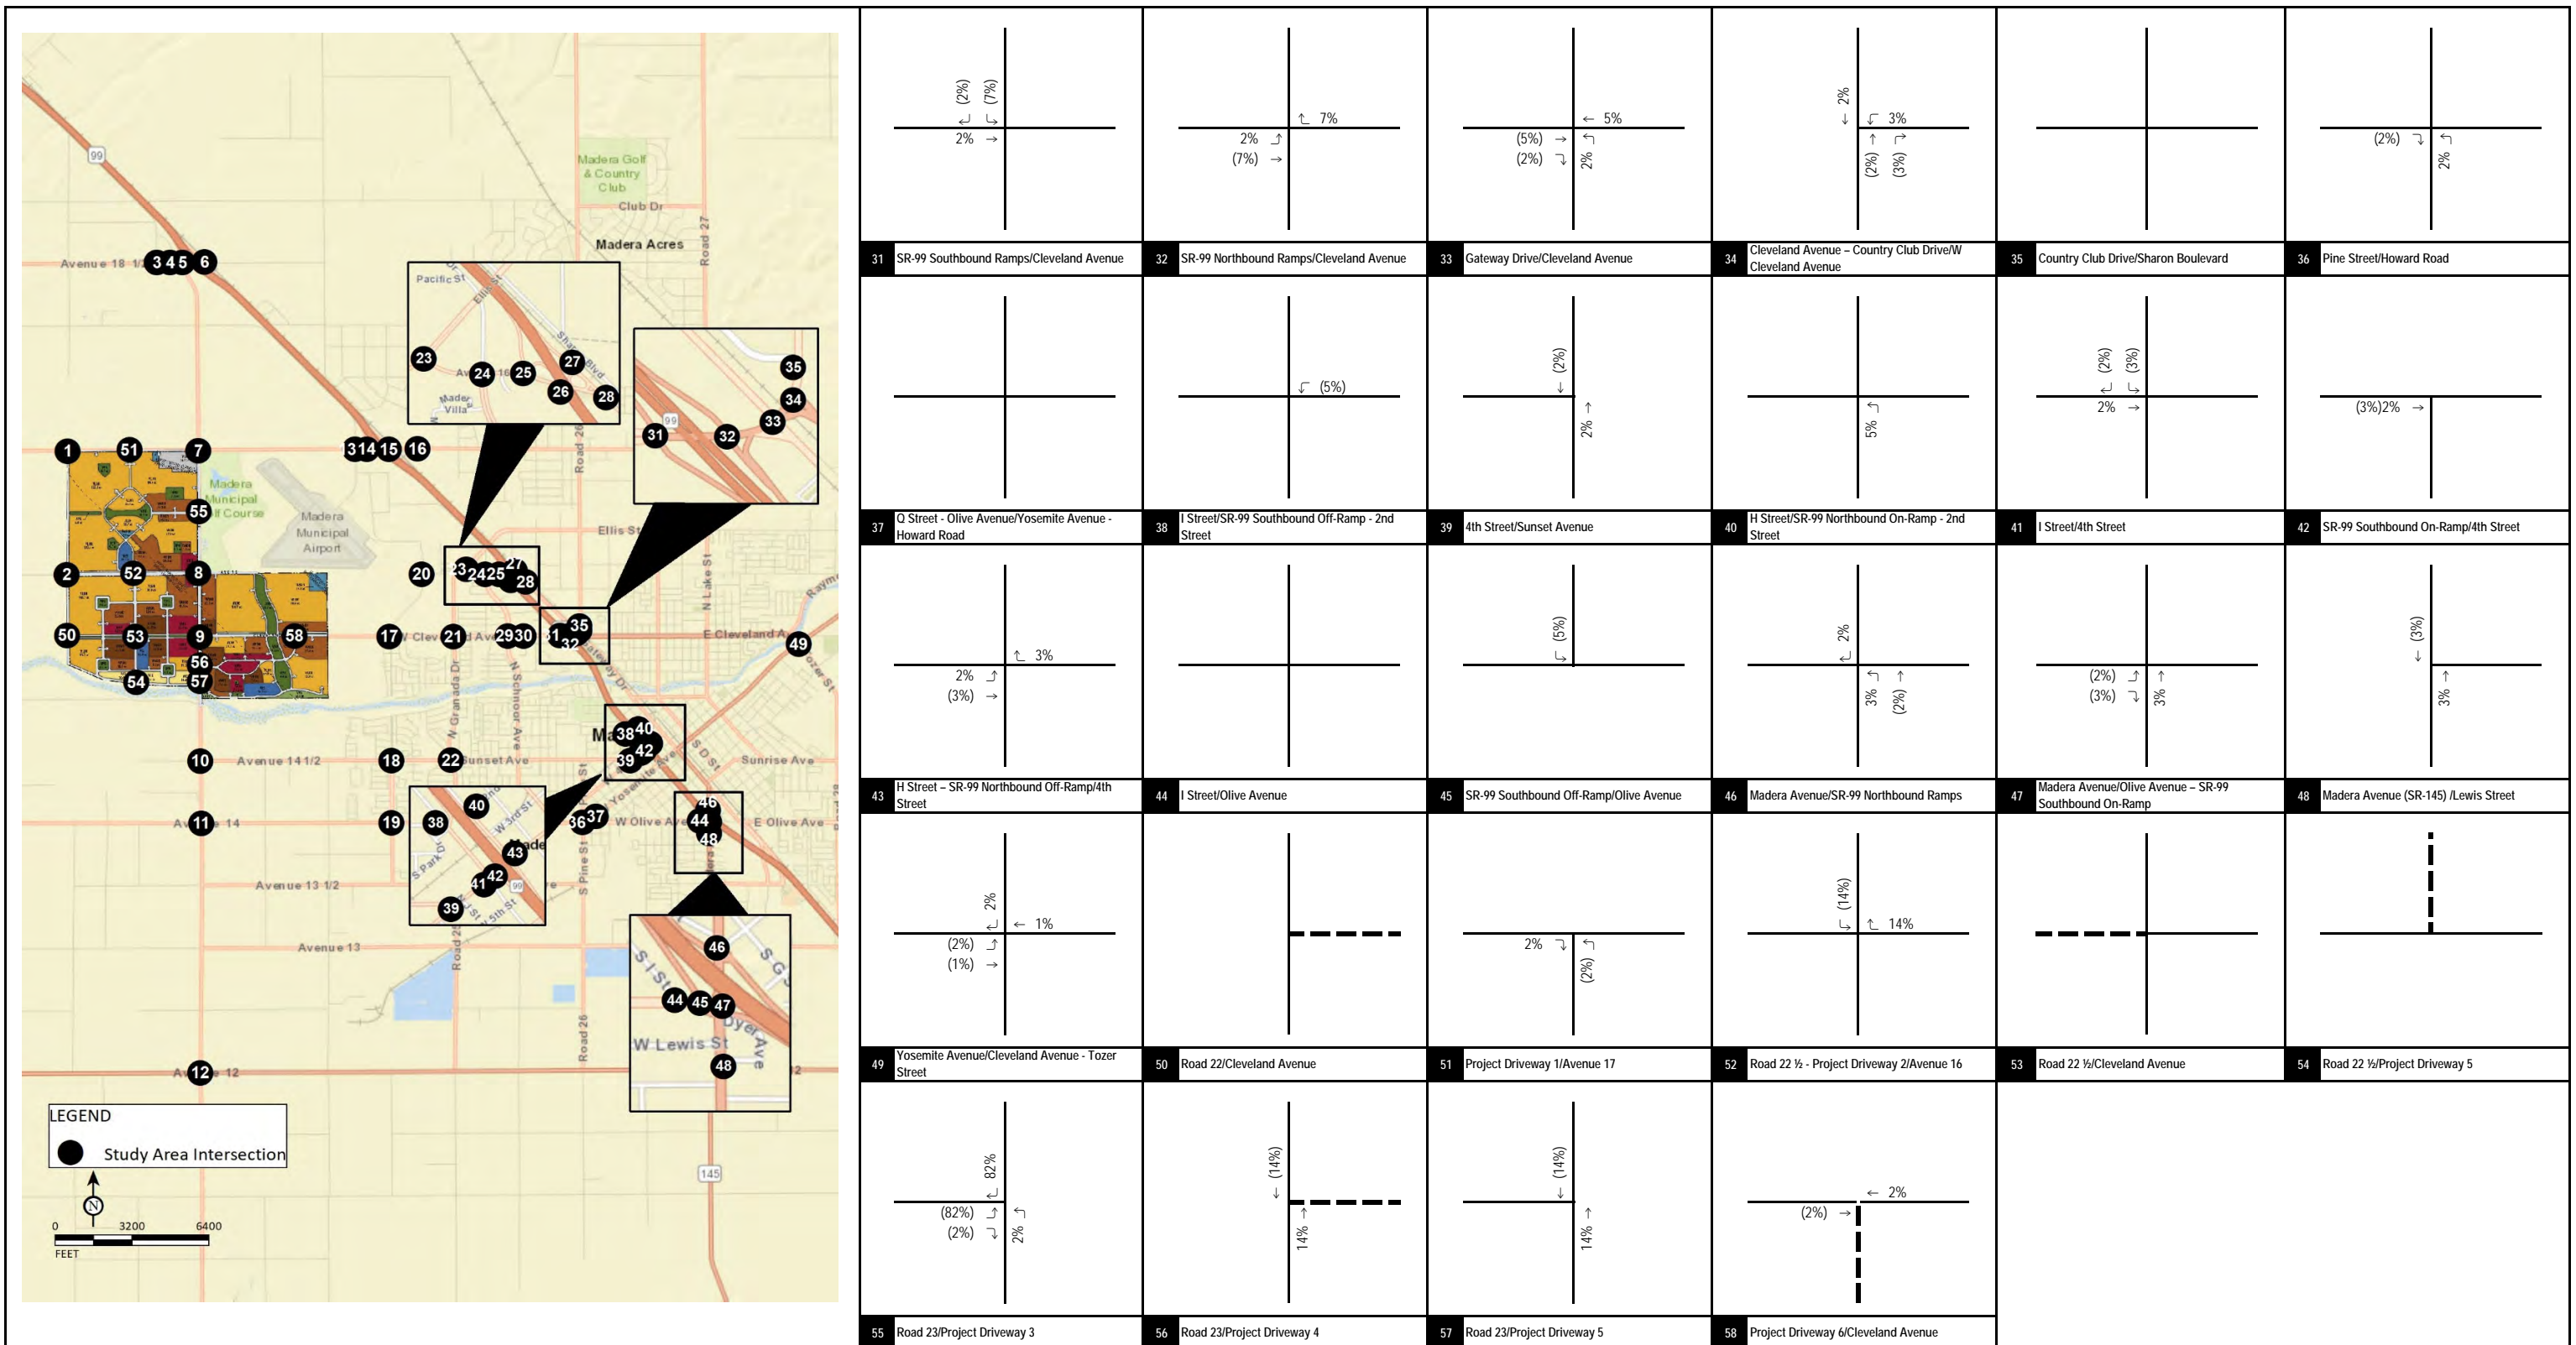 99
Madera Golf
& Country
Club
Club Dr
Road 27
Madera Acres
Avenue 18 1/2
3
4
5
6
Pacific St
Ellis St
Sharon Blvd
23
24
25
26
27
28
35
34
33
32
31
99
Road 26
1
51
7
14
15
16
Madera
Municipal
Golf Course
55
Madera
Municipal
Airport
Ellis St
N Lake St
2
52
8
20
23
24
25
27
28
50
53
9
58
17
21
29
30
31
32
35
E Cleveland Ave
49
Tozer St
56
54
57
N Granada Dr
N Schnoor Ave
Gateway Dr
10
Avenue 14 1/2
18
22
Sunset Ave
38
40
42
39
S D St
Yosemite Ave
Sunrise Ave
11
Avenue 14
19
36
37
W Olive Ave
46
44
48
E Olive Ave
40
38
W 3rd St
43
S Park Dr
42
41
99
39
5th St
Avenue 13 1/2
S Pine St
Avenue 13
Road 26
12
Avenue 12
46
S I St
44
45
47
Dyer Ave
W Lewis St
48
145
LEGEND
Study Area Intersection
N
0 3200 6400
FEET
(2%) (7%)
2%
31 SR-99 Southbound Ramps/Cleveland Avenue
7%
2%
(7%)
32 SR-99 Northbound Ramps/Cleveland Avenue
5%
(5%)
(2%) 2%
33 Gateway Drive/Cleveland Avenue
2%
3%
(2%) (3%)
34 Cleveland Avenue – Country Club Drive/W
Cleveland Avenue
35 Country Club Drive/Sharon Boulevard
(2%)
2%
36 Pine Street/Howard Road
37 Q Street - Olive Avenue/Yosemite Avenue -
Howard Road
(5%)
38 I Street/SR-99 Southbound Off-Ramp - 2nd
Street
(2%)
2%
39 4th Street/Sunset Avenue
5%
40 H Street/SR-99 Northbound On-Ramp - 2nd
Street
(2%) (3%)
2%
41 I Street/4th Street
(3%)2%
42 SR-99 Southbound On-Ramp/4th Street
3%
2%
(3%)
43 H Street – SR-99 Northbound Off-Ramp/4th
Street
44 I Street/Olive Avenue
(5%)
45 SR-99 Southbound Off-Ramp/Olive Avenue
2%
3% (2%)
46 Madera Avenue/SR-99 Northbound Ramps
(2%)
(3%) 3%
47 Madera Avenue/Olive Avenue – SR-99
Southbound On-Ramp
(3%)
3%
48 Madera Avenue (SR-145) /Lewis Street
2%
1%
(2%)
(1%)
49 Yosemite Avenue/Cleveland Avenue - Tozer
Street
50 Road 22/Cleveland Avenue
2%
(2%)
51 Project Driveway 1/Avenue 17
(14%)
14%
52 Road 22 ½ - Project Driveway 2/Avenue 16
53 Road 22 ½/Cleveland Avenue
54 Road 22 ½/Project Driveway 5
82%
(82%)
(2%) 2%
55 Road 23/Project Driveway 3
(14%)
14%
56 Road 23/Project Driveway 4
(14%)
14%
57 Road 23/Project Driveway 5
2%
(2%)
58 Project Driveway 6/Cleveland Avenue